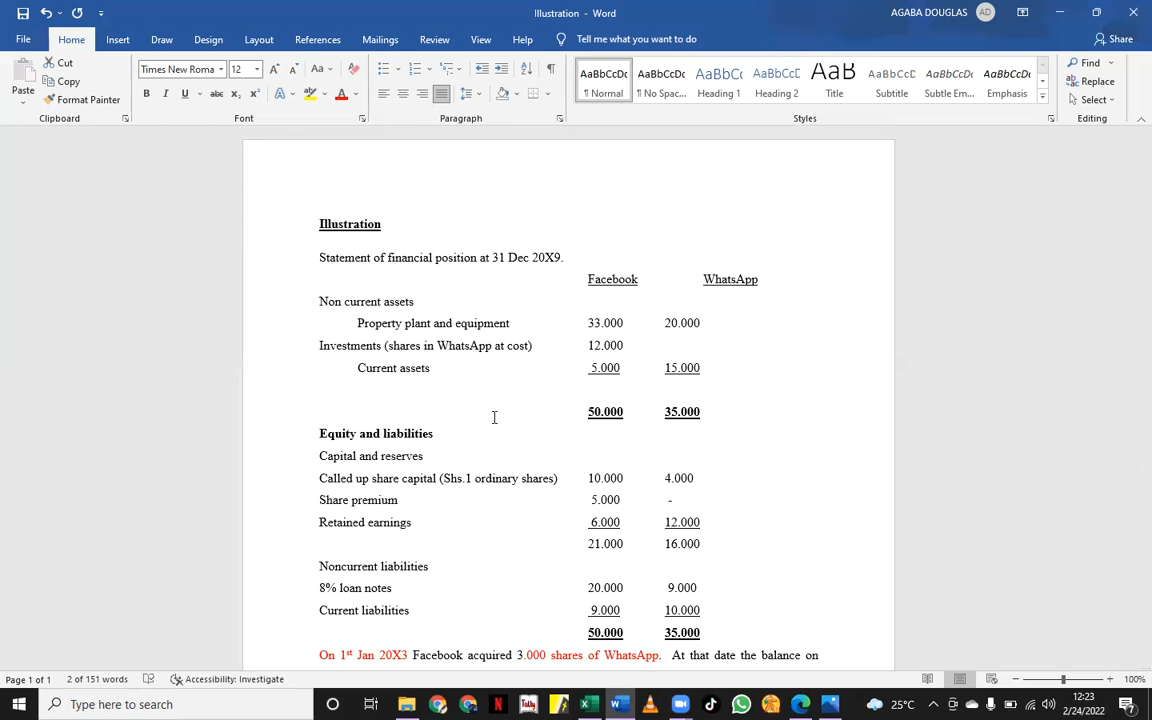 Illustration - Word
AGABA DOUGLAS AD
File Home Insert Draw Design Layout References Mailings Review View Help Tell me what you want to do Share
Paste
Cut
Copy
Format Painter
Clipboard
Times New Roma 12 Aa
B I U abc x₂ x² A A
Font
Paragraph
AaBbCcDc AaBbCcDc AaBbCc AaBbCcD AaB AaBbCcD AaBbCcDc AaBbCcDc
¶ Normal ¶ No Spac... Heading 1 Heading 2 Title Subtitle Subtle Em... Emphasis
Styles
Find
Replace
Select
Editing
Illustration
Statement of financial position at 31 Dec 20X9.
Facebook WhatsApp
Non current assets
Property plant and equipment 33.000 20.000
Investments (shares in WhatsApp at cost) 12.000
Current assets 5.000 15.000
50.000 35.000
Equity and liabilities
Capital and reserves
Called up share capital (Shs.1 ordinary shares) 10.000 4.000
Share premium 5.000 -
Retained earnings 6.000 12.000
21.000 16.000
Noncurrent liabilities
8% loan notes 20.000 9.000
Current liabilities 9.000 10.000
50.000 35.000
On 1st Jan 20X3 Facebook acquired 3.000 shares of WhatsApp. At that date the balance on
Page 1 of 1 2 of 151 words Accessibility: Investigate 100%
Type here to search
Tally
25°C
12:23
2/24/2022
7